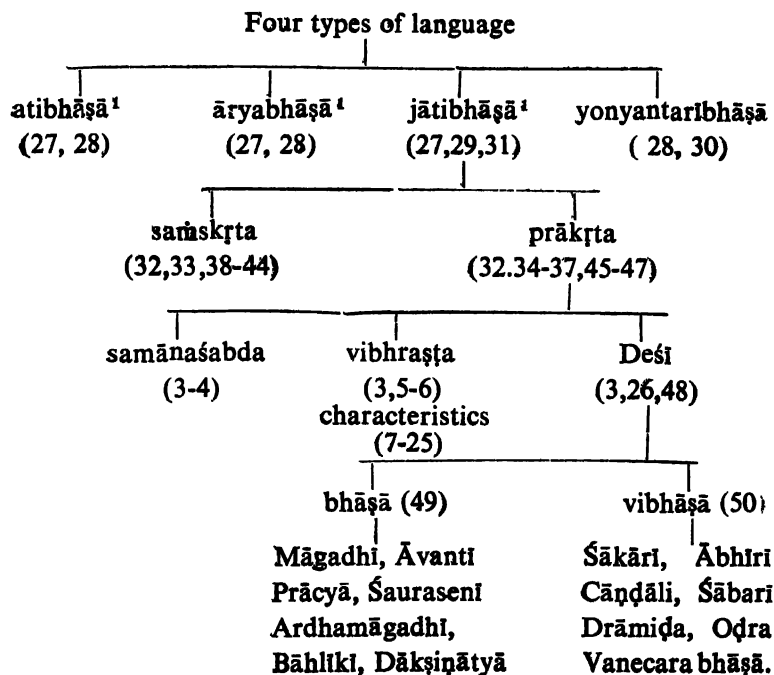 Four types of language
atibhāṣā¹ āryabhāṣā¹ jātibhāṣā¹ yonyantarībhāṣā
(27, 28) (27, 28) (27,29,31) ( 28, 30)
saṁskṛta prākṛta
(32,33,38-44) (32.34-37,45-47)
samānaśabda vibhraṣṭa Deśī
(3-4) (3,5-6) (3,26,48)
characteristics
(7-25)
bhāṣā (49) vibhāṣā (50)
Māgadhī, Āvantī Śākārī, Ābhīrī
Prācyā, Śaurasenī Cāṇḍāli, Śābarī
Ardhamāgadhī, Drāmiḍa, Oḍra
Bāhlīkī, Dākṣiṇātyā Vanecara bhāṣā.